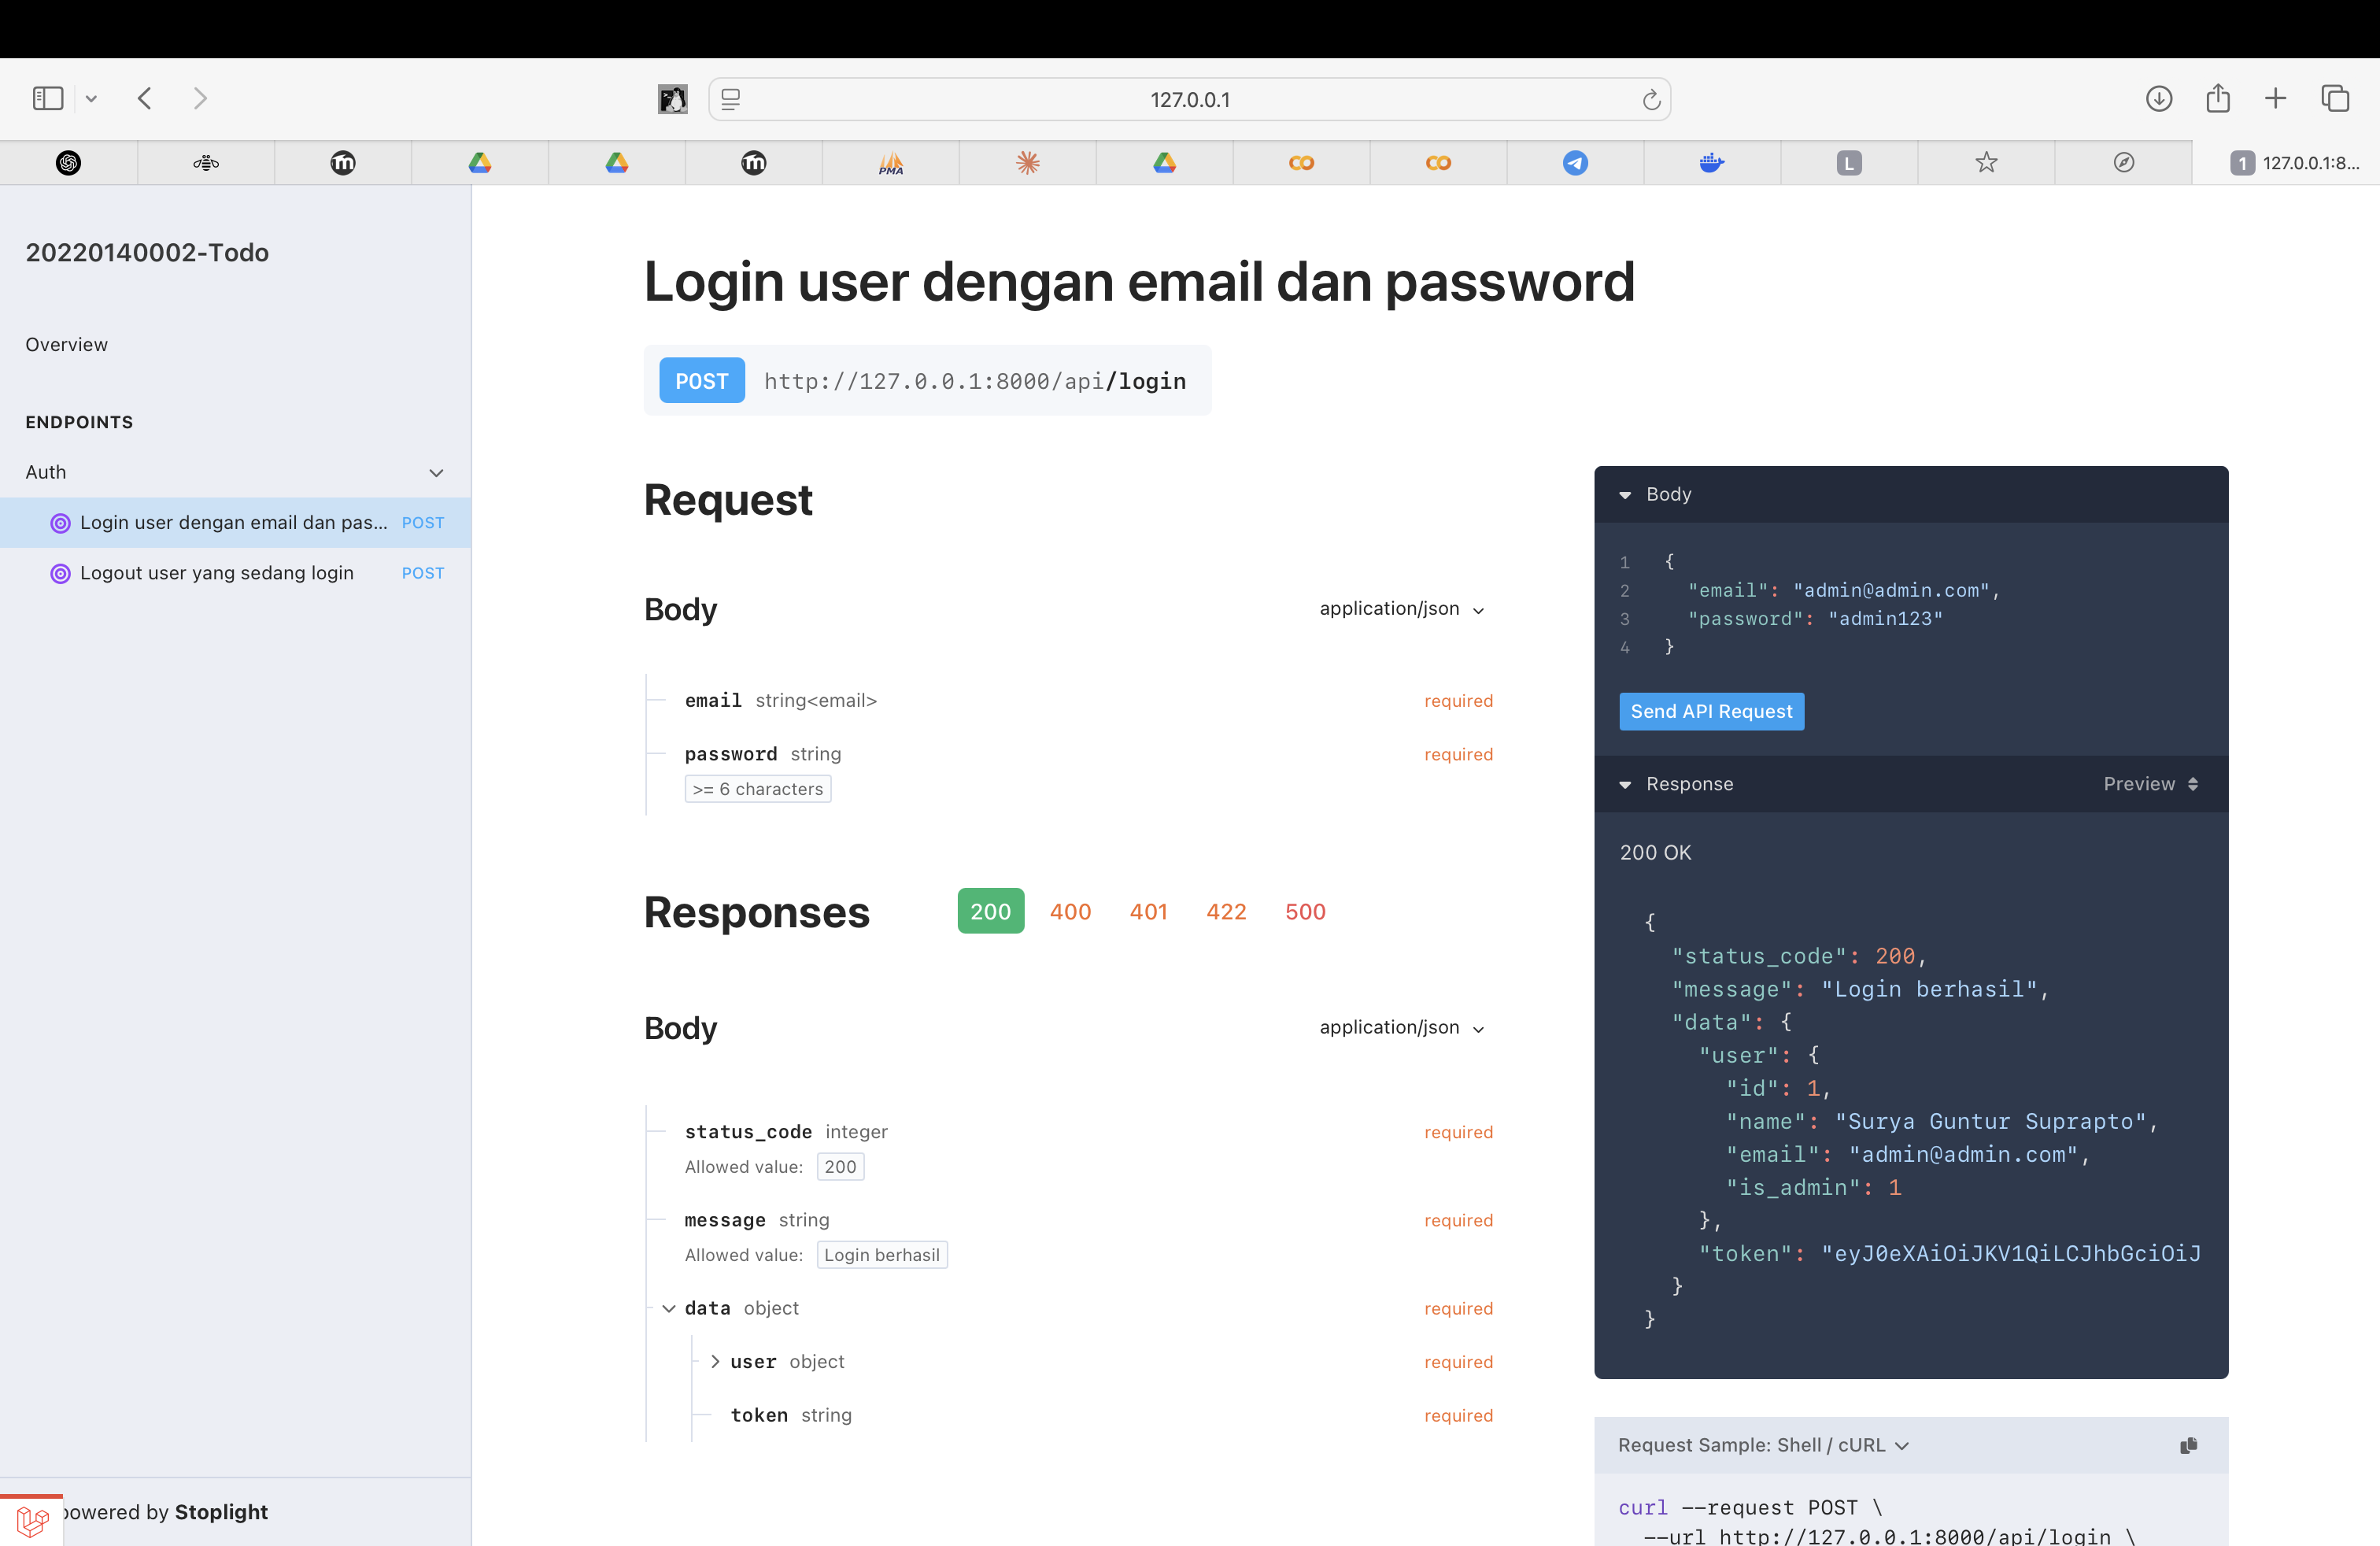 127.0.0.1
PMA
L
1 127.0.0.1:8...
20220140002-Todo
Overview
ENDPOINTS
Auth
Login user dengan email dan pas... POST
Logout user yang sedang login POST
powered by Stoplight
Login user dengan email dan password
POST http://127.0.0.1:8000/api/login
Request
Body application/json
email string<email> required
password string required
>= 6 characters
Responses 200 400 401 422 500
Body application/json
status_code integer required
Allowed value: 200
message string required
Allowed value: Login berhasil
data object required
user object required
token string required
Body
1 {
2 "email": "admin@admin.com",
3 "password": "admin123"
4 }
Send API Request
Response Preview
200 OK
{
"status_code": 200,
"message": "Login berhasil",
"data": {
"user": {
"id": 1,
"name": "Surya Guntur Suprapto",
"email": "admin@admin.com",
"is_admin": 1
},
"token": "eyJ0eXAiOiJKV1QiLCJhbGciOiJ
}
}
Request Sample: Shell / cURL
curl --request POST \
--url http://127.0.0.1:8000/api/login \